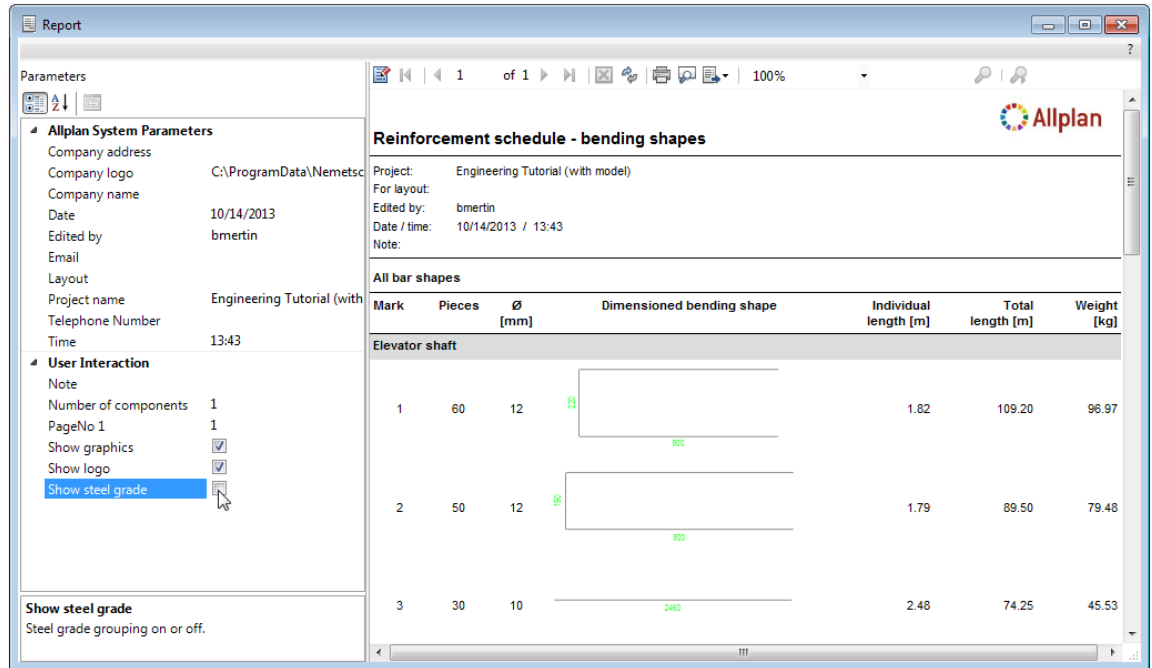 Report
?
Parameters
Allplan System Parameters
Company address
Company logo C:\ProgramData\Nemetsc
Company name
Date 10/14/2013
Edited by bmertin
Email
Layout
Project name Engineering Tutorial (with
Telephone Number
Time 13:43
User Interaction
Note
Number of components 1
PageNo 1 1
Show graphics
Show logo
Show steel grade
Show steel grade
Steel grade grouping on or off.
1 of 1 100%
Allplan
Reinforcement schedule - bending shapes
Project: Engineering Tutorial (with model)
For layout:
Edited by: bmertin
Date / time: 10/14/2013 / 13:43
Note:
All bar shapes
Mark Pieces Ø Dimensioned bending shape Individual Total Weight
[mm] length [m] length [m] [kg]
Elevator shaft
1 60 12 220 1.82 109.20 96.97
800
2 50 12 190 1.79 89.50 79.48
800
3 30 10 2480 2.48 74.25 45.53